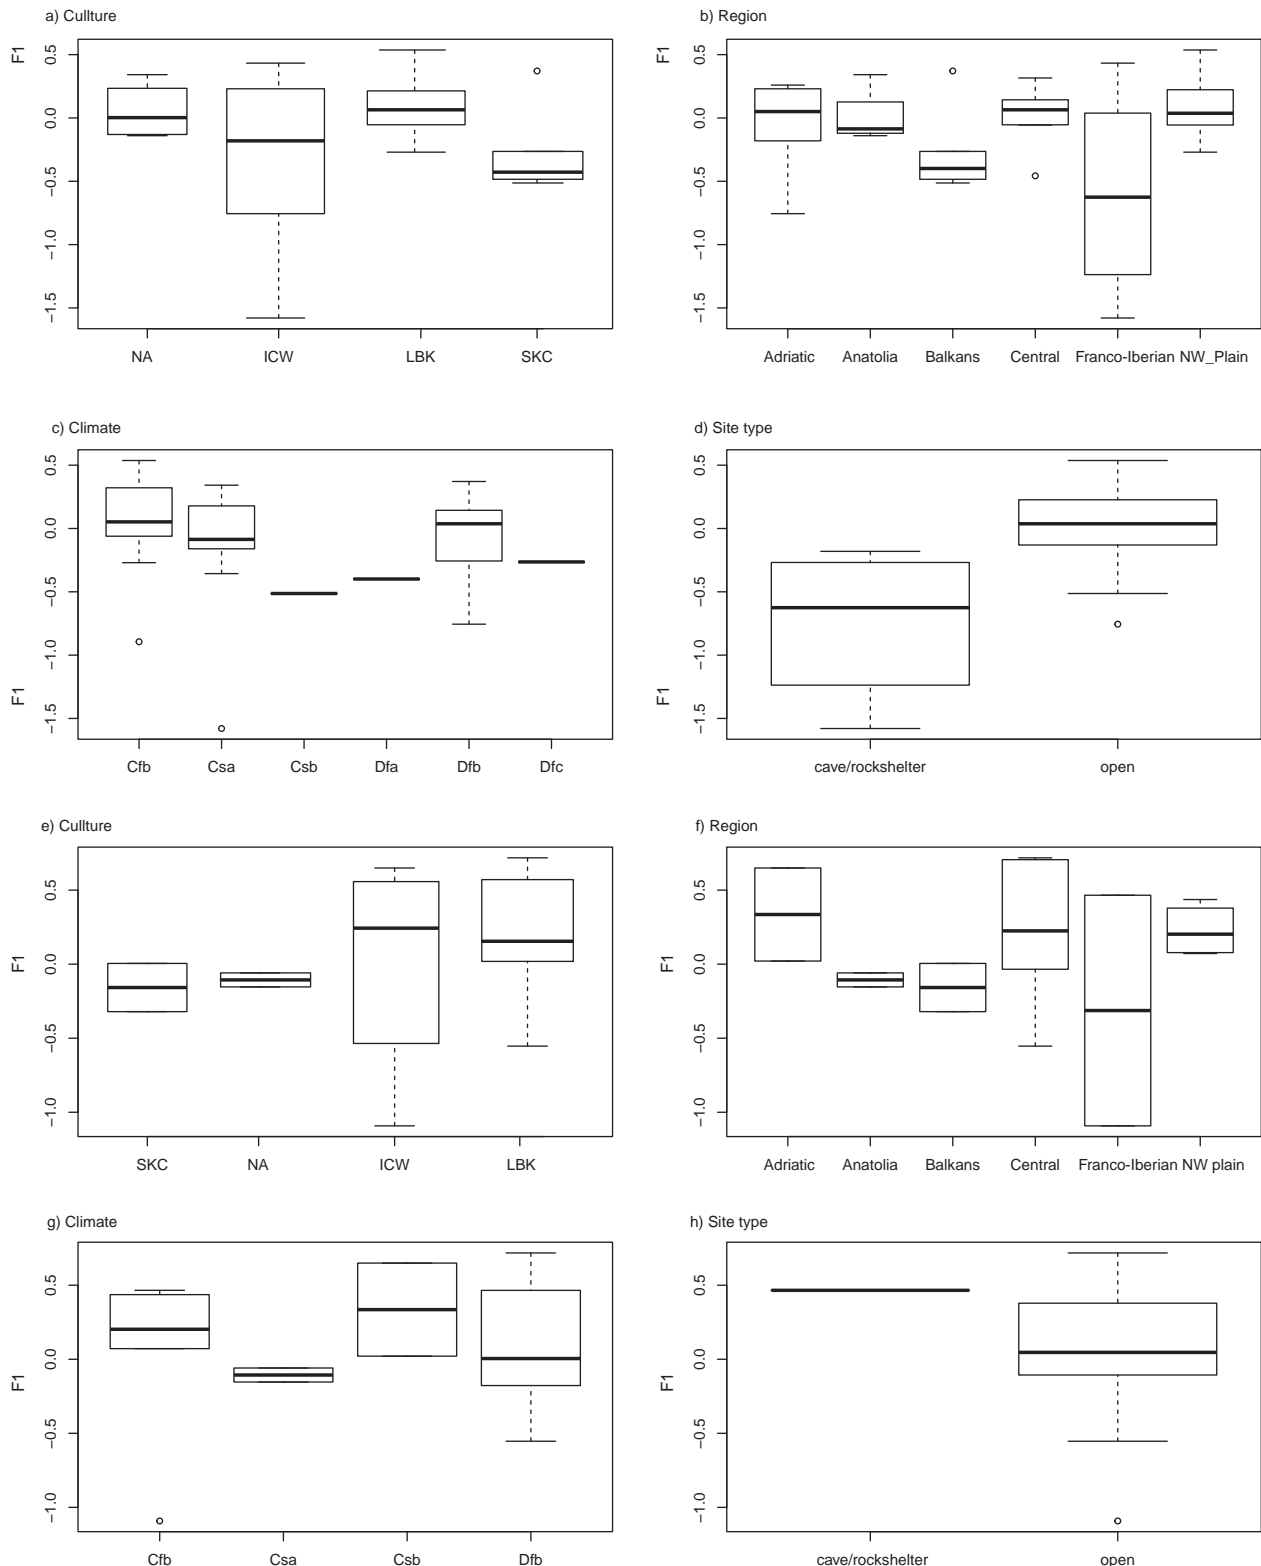 a) Cullture
F1
0.5
0.0
−0.5
−1.0
−1.5
NA ICW LBK SKC
b) Region
F1
0.5
0.0
−0.5
−1.0
−1.5
Adriatic Anatolia Balkans Central Franco-Iberian NW_Plain
c) Climate
F1
0.5
0.0
−0.5
−1.0
−1.5
Cfb Csa Csb Dfa Dfb Dfc
d) Site type
F1
0.5
0.0
−0.5
−1.0
−1.5
cave/rockshelter open
e) Cullture
F1
0.5
0.0
−0.5
−1.0
SKC NA ICW LBK
f) Region
F1
0.5
0.0
−0.5
−1.0
Adriatic Anatolia Balkans Central Franco-Iberian NW plain
g) Climate
F1
0.5
0.0
−0.5
−1.0
Cfb Csa Csb Dfb
h) Site type
F1
0.5
0.0
−0.5
−1.0
cave/rockshelter open